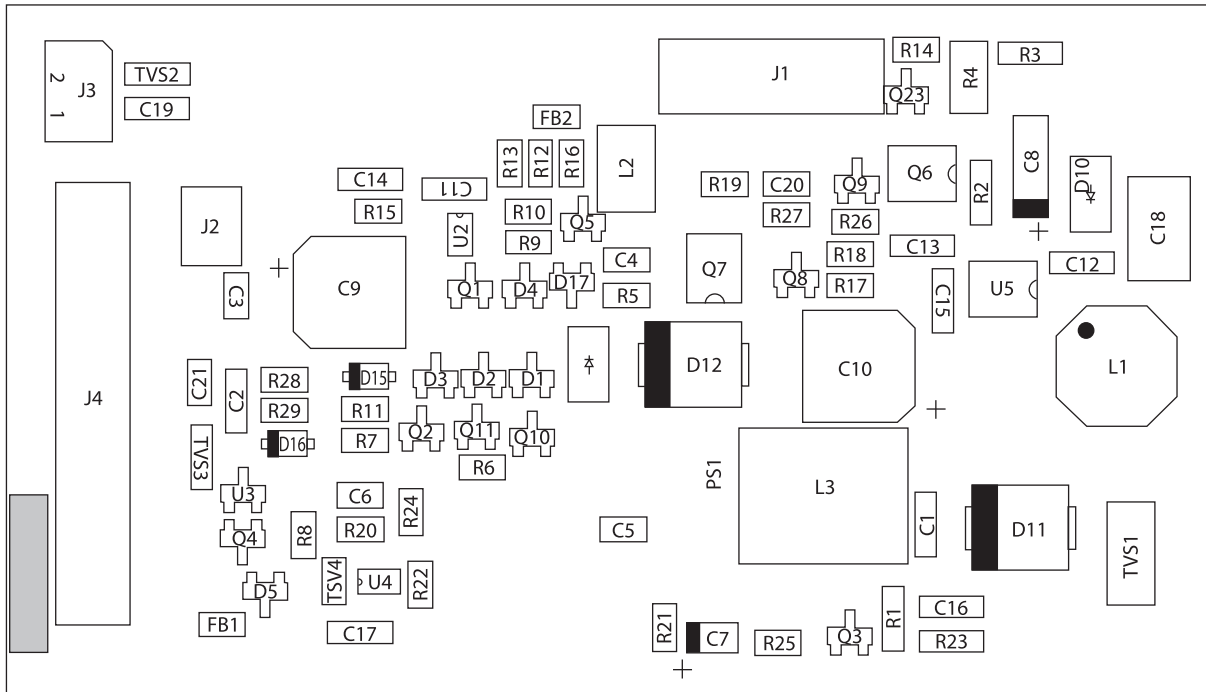 J3
2
1
TVS2
C19
J4
J2
C3
C14
R15
C11
U2
C9
+
FB2
R13
R12
R16
L2
R10
R9
Q5
Q1
D4
D17
C4
R5
J1
R14
Q23
R4
R3
R19
C20
R27
Q9
R26
Q6
R2
C8
+
D10
C18
C12
Q7
Q8
R18
R17
C13
C15
U5
L1
C21
C2
R28
R29
D16
TVS3
D15
R11
R7
D3
D2
D1
Q2
Q11
Q10
R6
D12
C10
+
PS1
L3
C1
D11
TVS1
U3
Q4
D5
FB1
R8
C6
R20
R24
TSV4
U4
R22
C17
C5
R21
C7
+
R25
Q3
R1
C16
R23